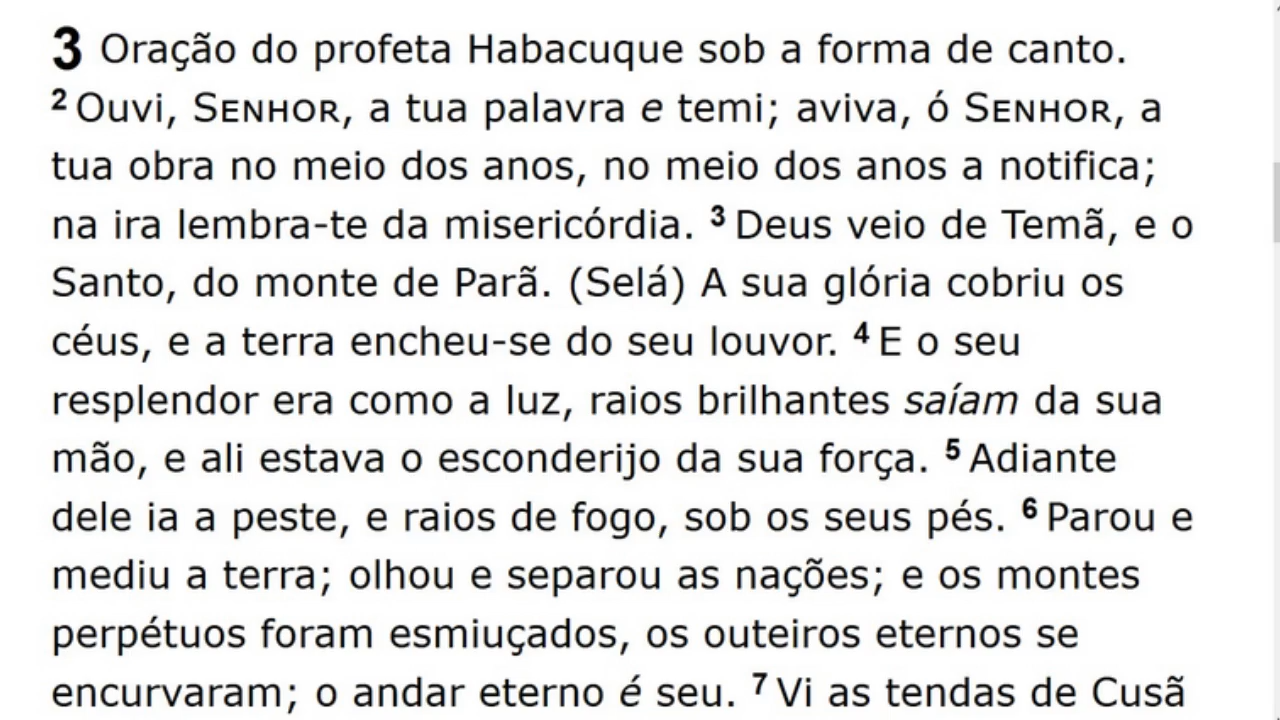 3 Oração do profeta Habacuque sob a forma de canto.
2 Ouvi, SENHOR, a tua palavra e temi; aviva, ó SENHOR, a
tua obra no meio dos anos, no meio dos anos a notifica;
na ira lembra-te da misericórdia. 3 Deus veio de Temã, e o
Santo, do monte de Parã. (Selá) A sua glória cobriu os
céus, e a terra encheu-se do seu louvor. 4 E o seu
resplendor era como a luz, raios brilhantes saíam da sua
mão, e ali estava o esconderijo da sua força. 5 Adiante
dele ia a peste, e raios de fogo, sob os seus pés. 6 Parou e
mediu a terra; olhou e separou as nações; e os montes
perpétuos foram esmiuçados, os outeiros eternos se
encurvaram; o andar eterno é seu. 7 Vi as tendas de Cusã